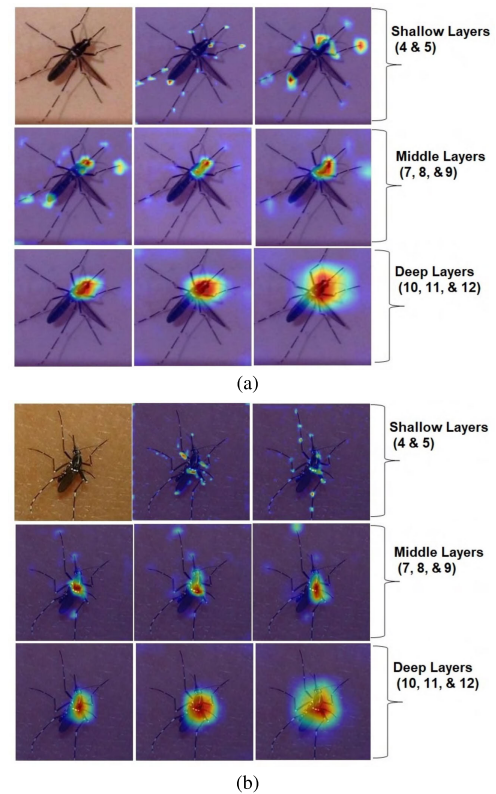 Shallow Layers
(4 & 5)
Middle Layers
(7, 8, & 9)
Deep Layers
(10, 11, & 12)
(a)
Shallow Layers
(4 & 5)
Middle Layers
(7, 8, & 9)
Deep Layers
(10, 11, & 12)
(b)